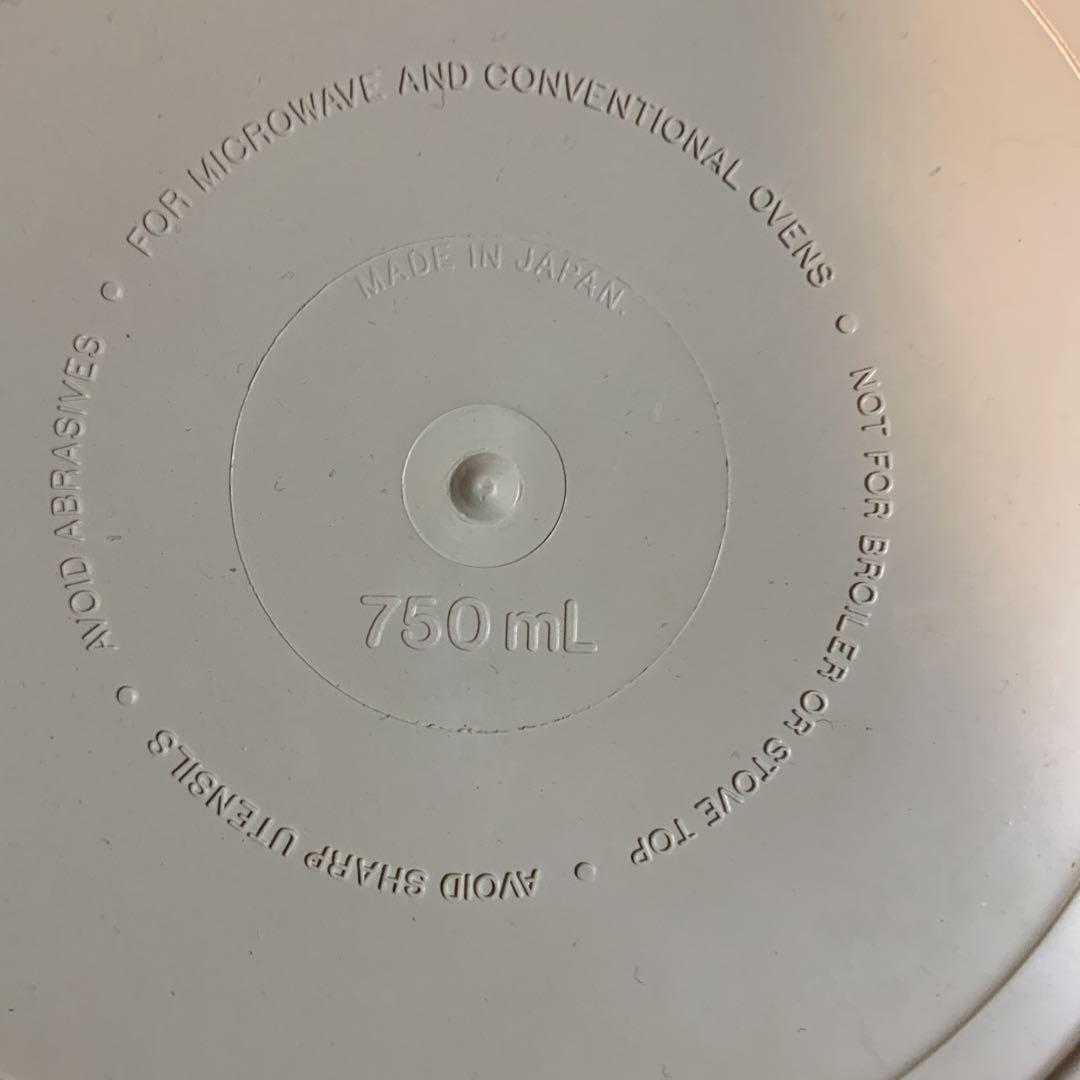 FOR MICROWAVE AND CONVENTIONAL OVENS
NOT FOR BROILER OR STOVE TOP
AVOID SHARP UTENSILS
AVOID ABRASIVES
MADE IN JAPAN.
750 mL